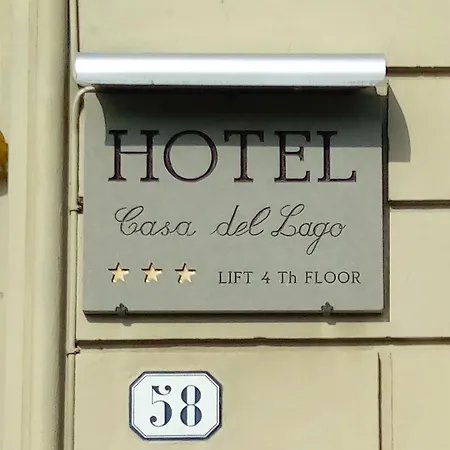 HOTEL
Casa del Lago
LIFT 4 Th FLOOR
58